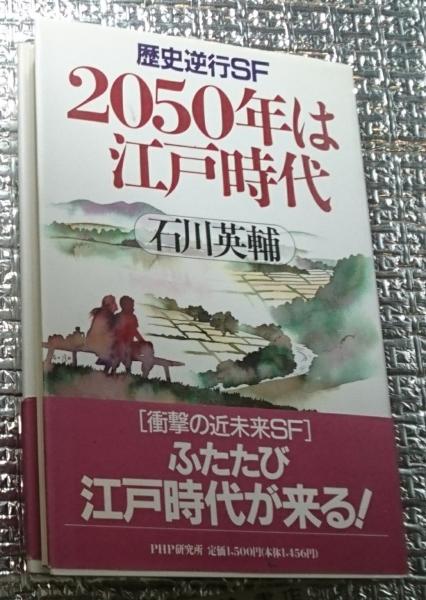 歴史逆行SF
2050年は
江戸時代
石川英輔
[衝撃の近未来SF]
ふたたび
江戸時代が来る!
PHP研究所 定価1,500円(本体1,456円)